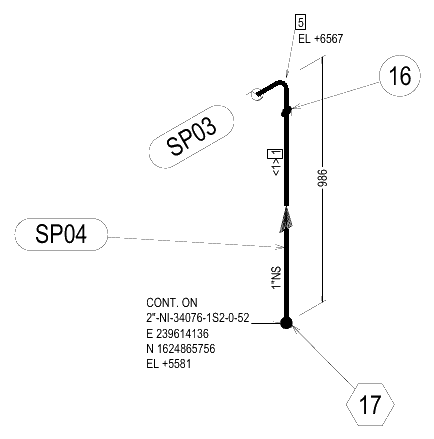 5
EL +6567
16
SP03
<1> 1
986
SP04
1"NS
CONT. ON
2"-NI-34076-1S2-0-52
E 239614136
N 1624865756
EL +5581
17